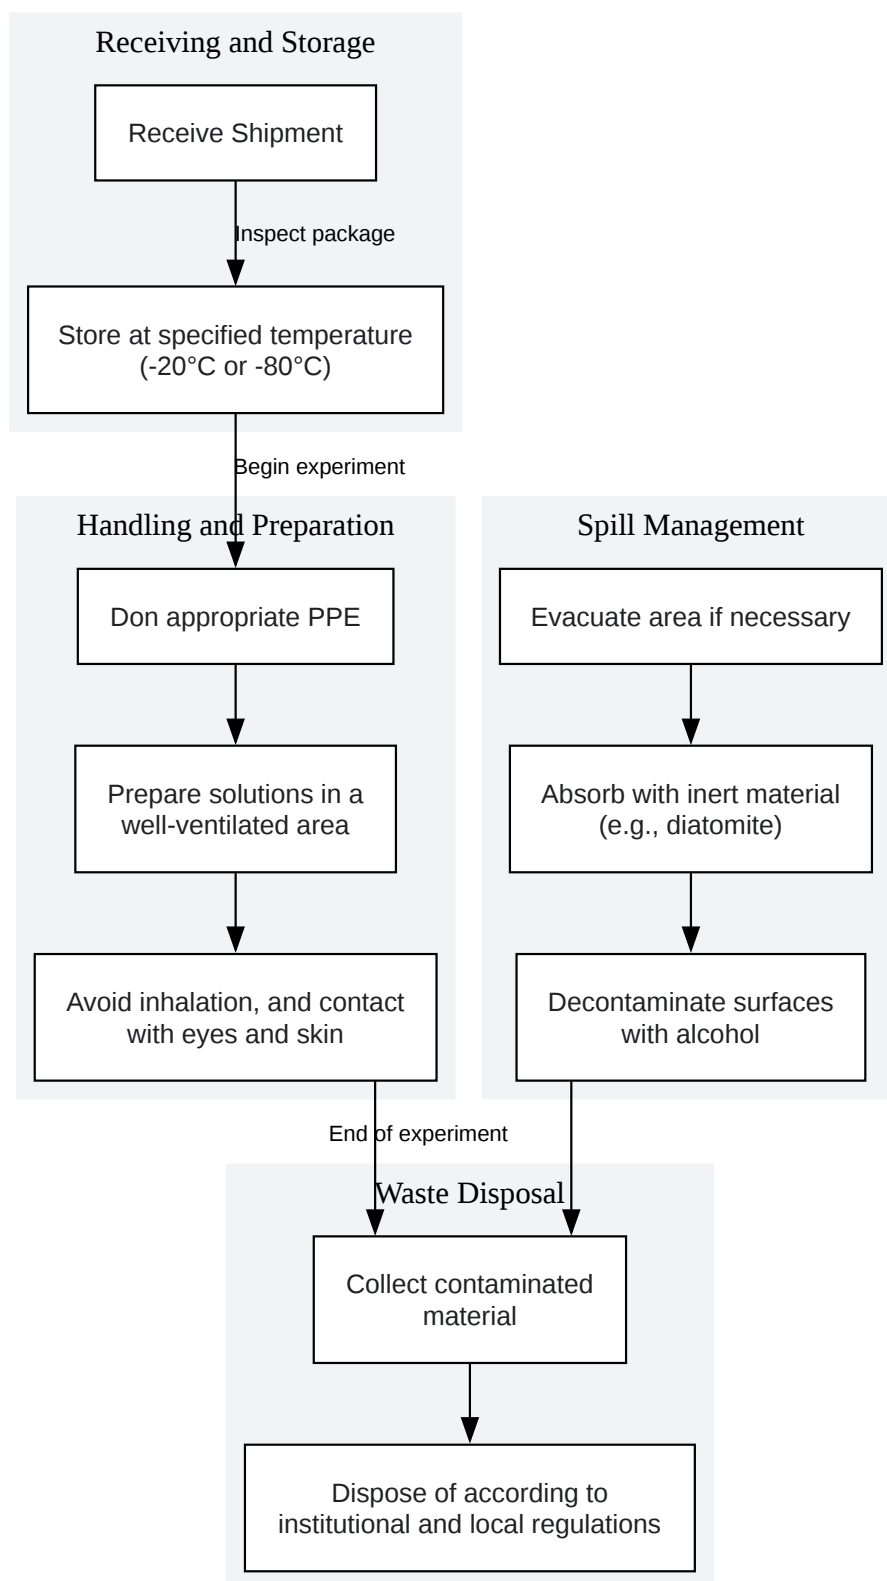 Receiving and Storage
Receive Shipment
Inspect package
Store at specified temperature
(-20°C or -80°C)
Begin experiment
Handling and Preparation
Don appropriate PPE
Prepare solutions in a
well-ventilated area
Avoid inhalation, and contact
with eyes and skin
Spill Management
Evacuate area if necessary
Absorb with inert material
(e.g., diatomite)
Decontaminate surfaces
with alcohol
End of experiment
Waste Disposal
Collect contaminated
material
Dispose of according to
institutional and local regulations